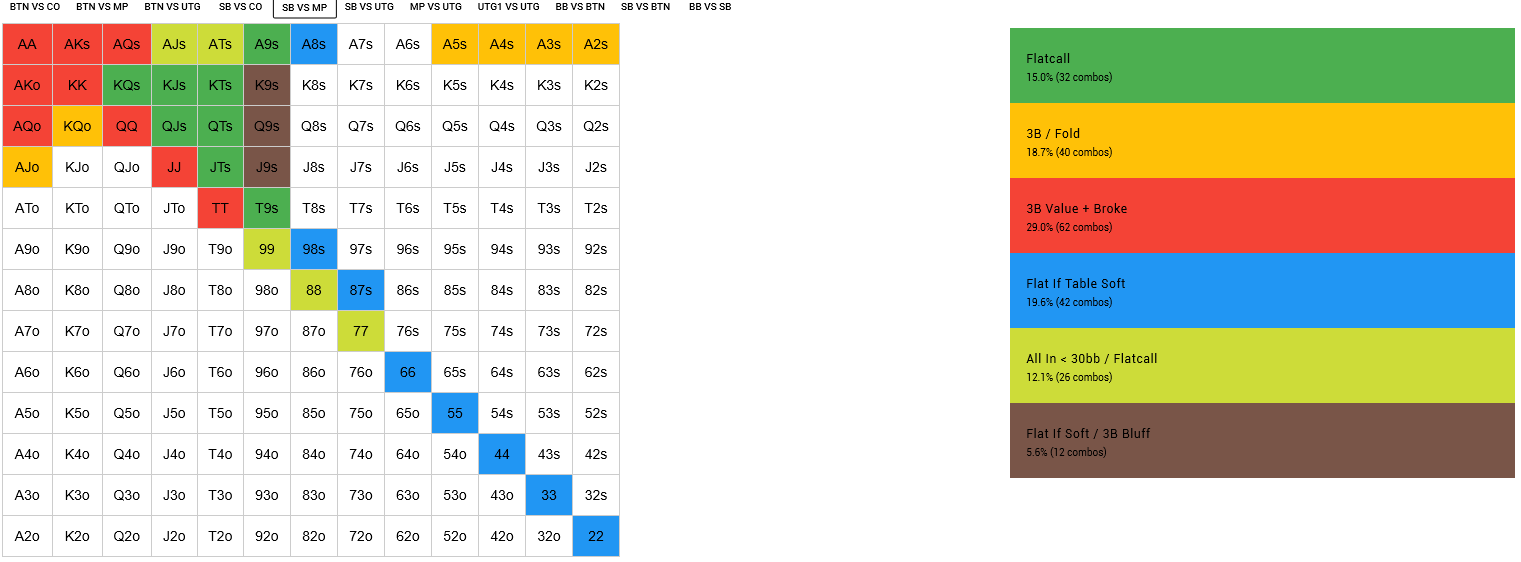 BTN VS CO BTN VS MP BTN VS UTG SB VS CO SB VS MP SB VS UTG MP VS UTG UTG1 VS UTG BB VS BTN SB VS BTN BB VS SB
AA AKs AQs AJs ATs A9s A8s A7s A6s A5s A4s A3s A2s
AKo KK KQs KJs KTs K9s K8s K7s K6s K5s K4s K3s K2s
AQo KQo QQ QJs QTs Q9s Q8s Q7s Q6s Q5s Q4s Q3s Q2s
AJo KJo QJo JJ JTs J9s J8s J7s J6s J5s J4s J3s J2s
ATo KTo QTo JTo TT T9s T8s T7s T6s T5s T4s T3s T2s
A9o K9o Q9o J9o T9o 99 98s 97s 96s 95s 94s 93s 92s
A8o K8o Q8o J8o T8o 98o 88 87s 86s 85s 84s 83s 82s
A7o K7o Q7o J7o T7o 97o 87o 77 76s 75s 74s 73s 72s
A6o K6o Q6o J6o T6o 96o 86o 76o 66 65s 64s 63s 62s
A5o K5o Q5o J5o T5o 95o 85o 75o 65o 55 54s 53s 52s
A4o K4o Q4o J4o T4o 94o 84o 74o 64o 54o 44 43s 42s
A3o K3o Q3o J3o T3o 93o 83o 73o 63o 53o 43o 33 32s
A2o K2o Q2o J2o T2o 92o 82o 72o 62o 52o 42o 32o 22
Flatcall
15.0% (32 combos)
3B / Fold
18.7% (40 combos)
3B Value + Broke
29.0% (62 combos)
Flat If Table Soft
19.6% (42 combos)
All In < 30bb / Flatcall
12.1% (26 combos)
Flat If Soft / 3B Bluff
5.6% (12 combos)